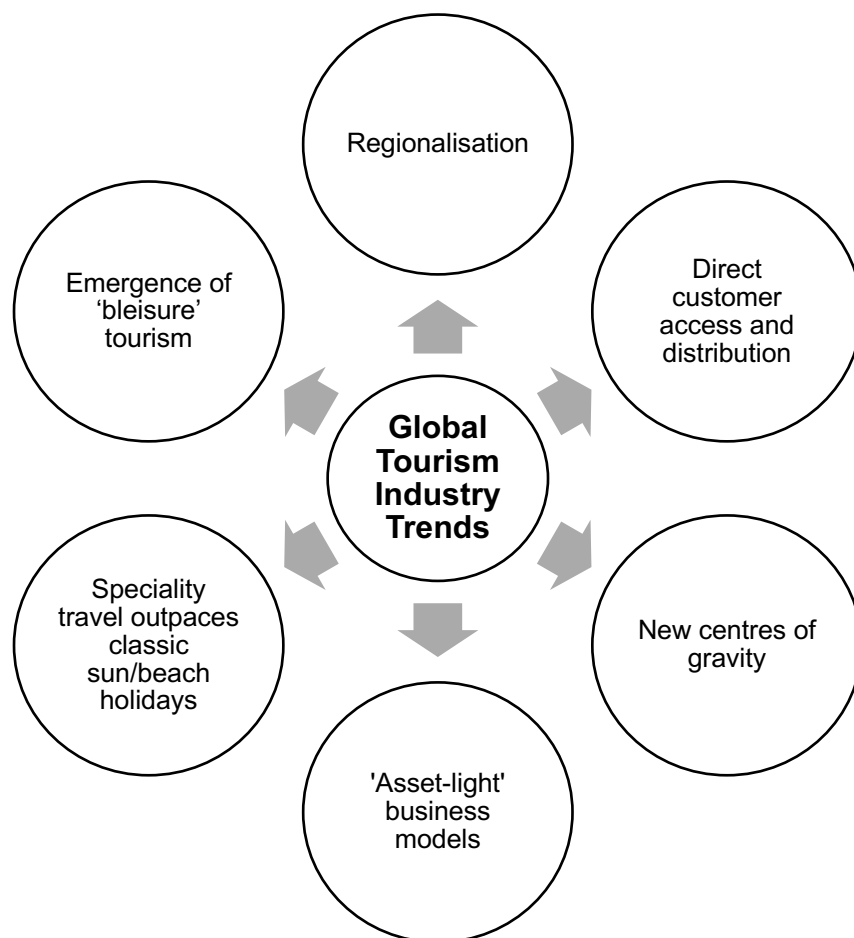 Regionalisation
Direct
customer
access and
distribution
New centres of
gravity
'Asset-light'
business
models
Speciality
travel outpaces
classic
sun/beach
holidays
Emergence of
‘bleisure’
tourism
Global
Tourism
Industry
Trends